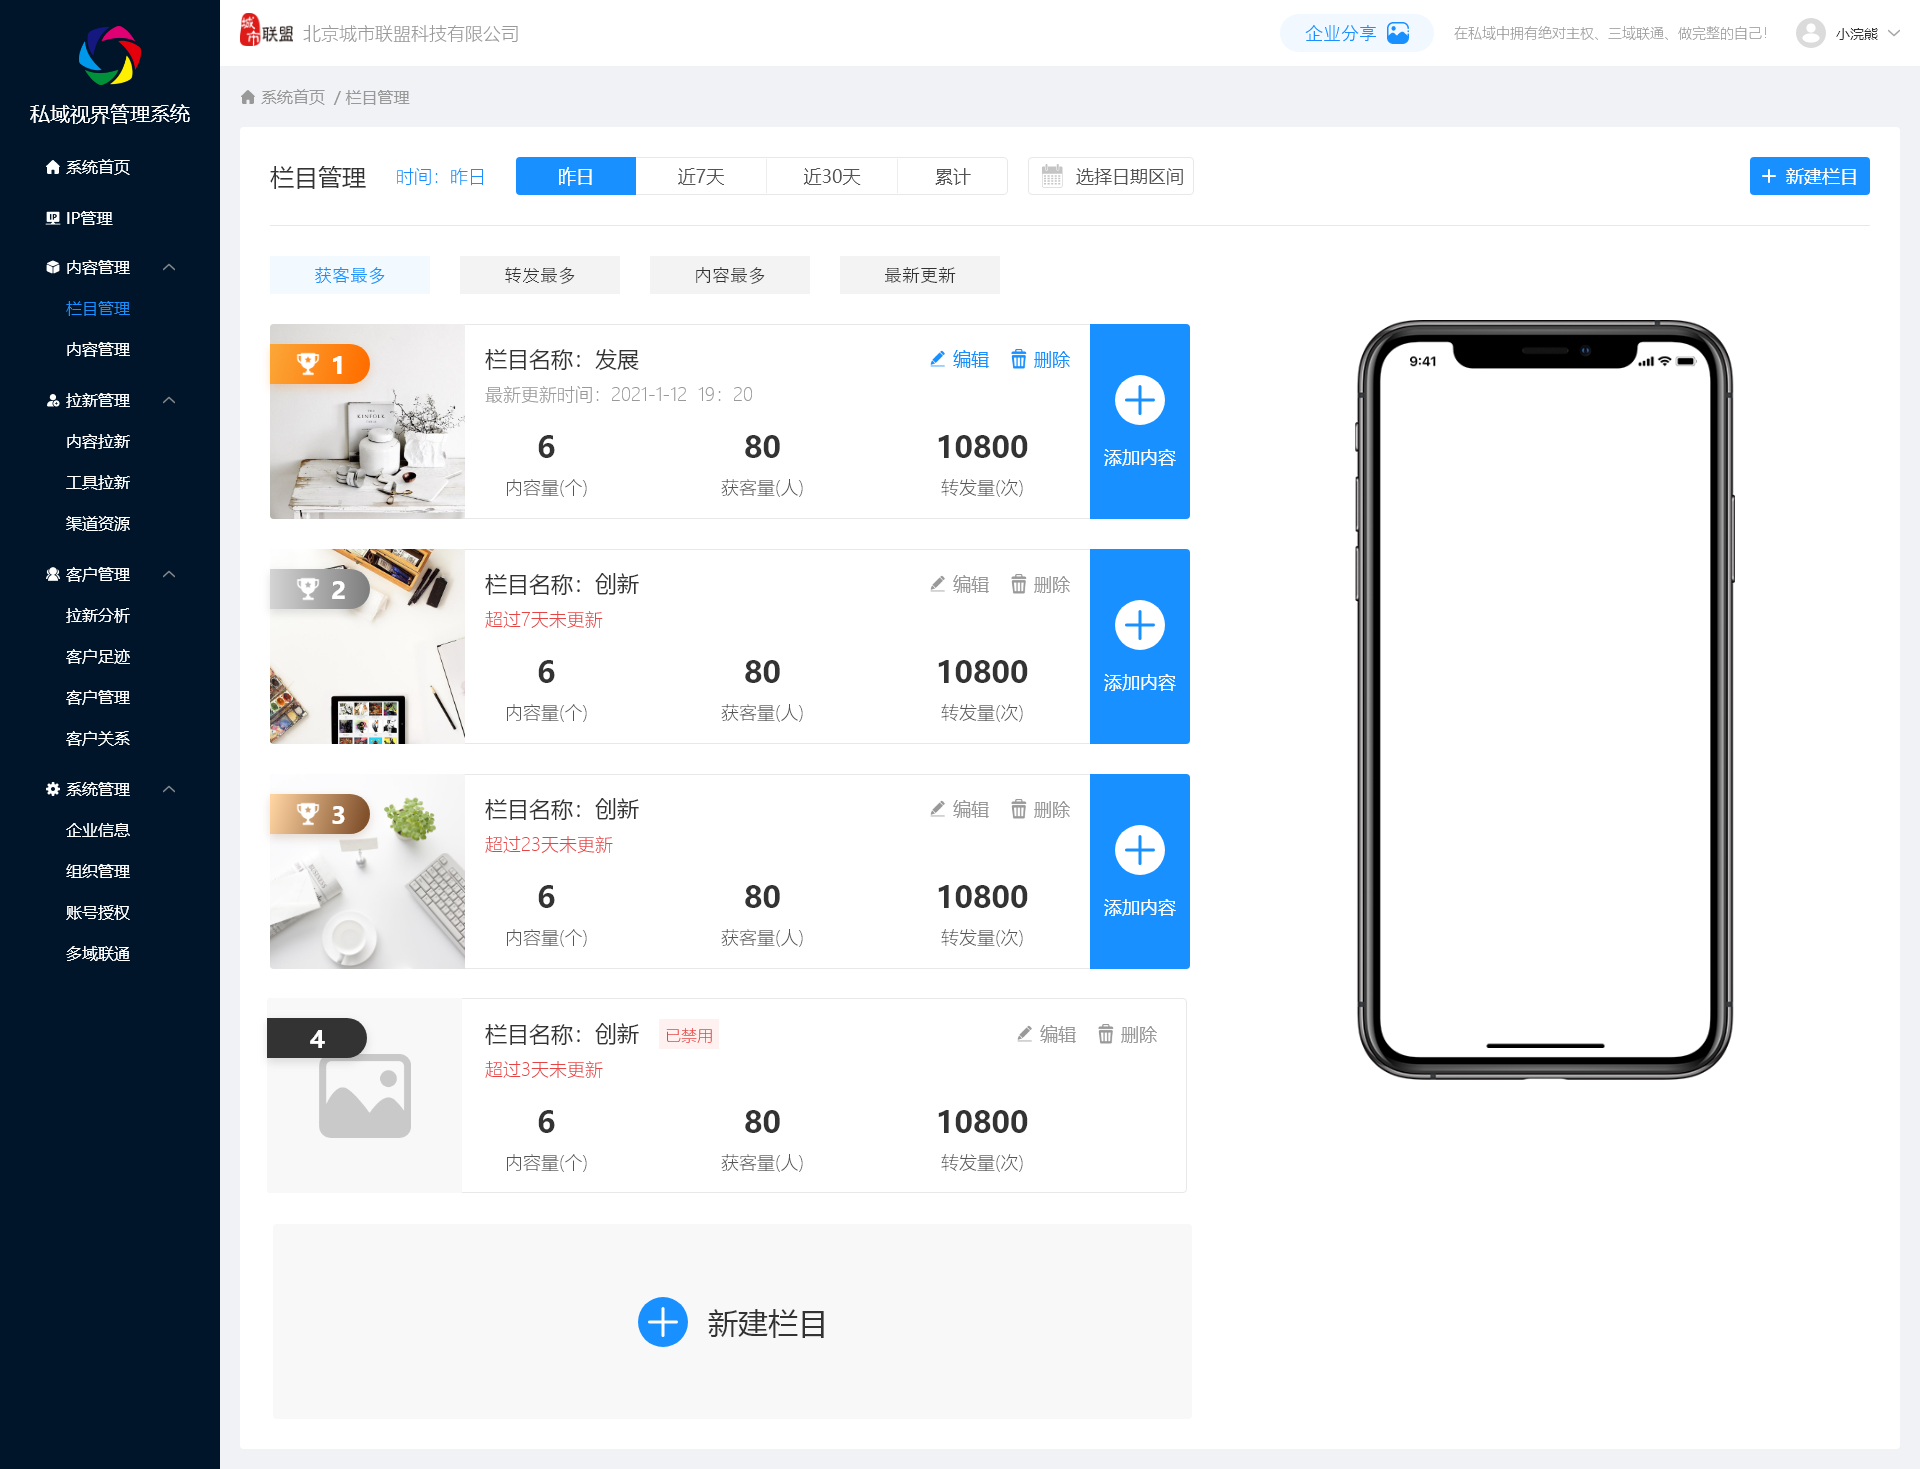 城市联盟 北京城市联盟科技有限公司
企业分享
在私域中拥有绝对主权、三域联通、做完整的自己！
小浣熊
私域视界管理系统
系统首页
IP管理
内容管理
栏目管理
内容管理
拉新管理
内容拉新
工具拉新
渠道资源
客户管理
拉新分析
客户足迹
客户管理
客户关系
系统管理
企业信息
组织管理
账号授权
多域联通
系统首页 / 栏目管理
栏目管理 时间：昨日 昨日 近7天 近30天 累计 选择日期区间 + 新建栏目
获客最多 转发最多 内容最多 最新更新
1
栏目名称：发展 编辑 删除
最新更新时间：2021-1-12 19：20
6 80 10800
内容量(个) 获客量(人) 转发量(次)
添加内容
KINFOLK
2
栏目名称：创新 编辑 删除
超过7天未更新
6 80 10800
内容量(个) 获客量(人) 转发量(次)
添加内容
3
栏目名称：创新 编辑 删除
超过23天未更新
6 80 10800
内容量(个) 获客量(人) 转发量(次)
添加内容
4
栏目名称：创新 已禁用 编辑 删除
超过3天未更新
6 80 10800
内容量(个) 获客量(人) 转发量(次)
新建栏目
9:41